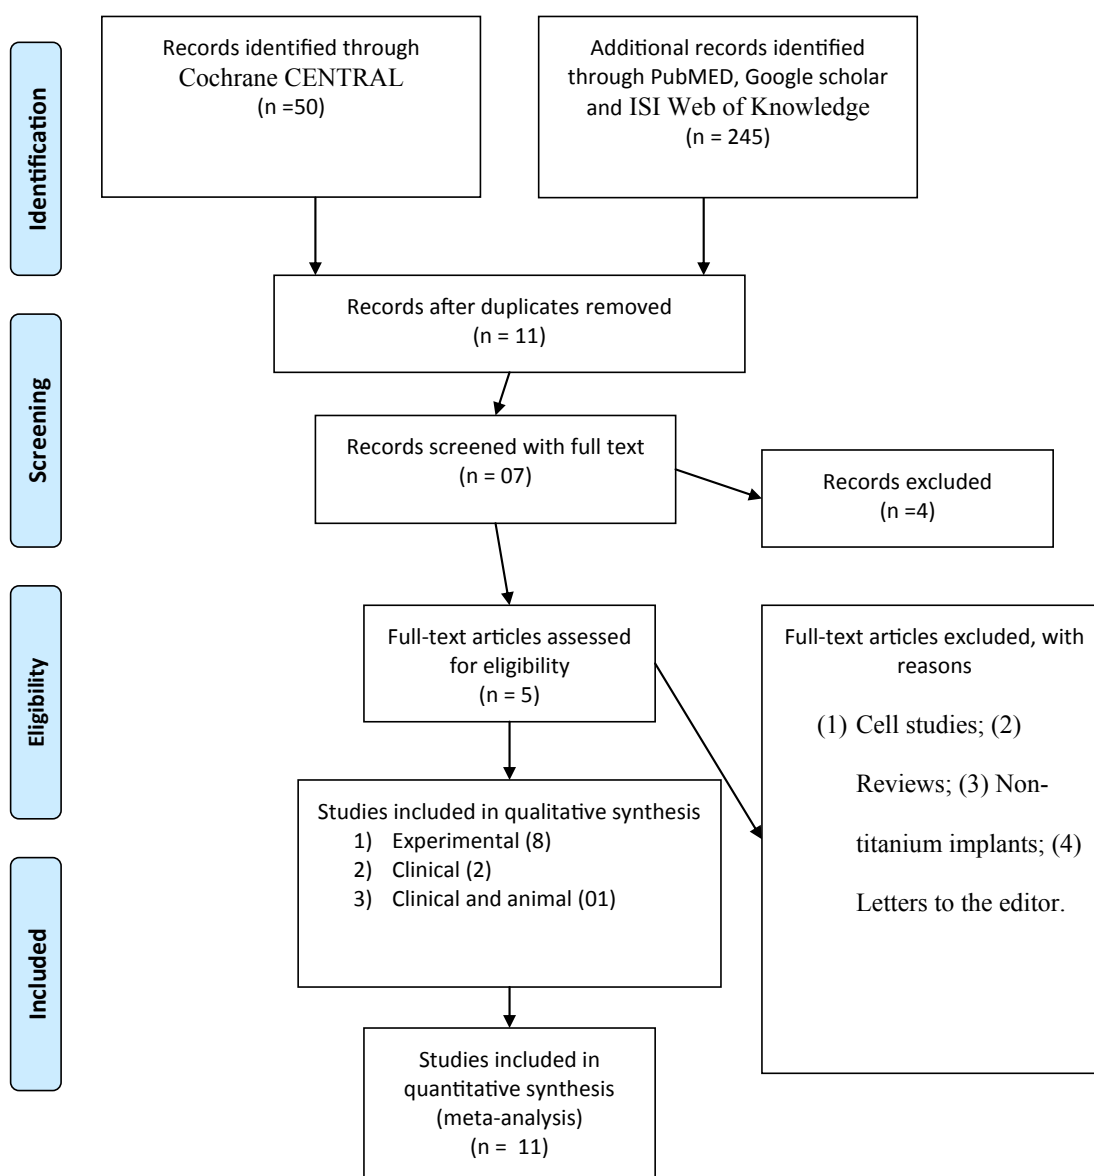 Identification
Records identified through
Cochrane CENTRAL
(n =50)
Additional records identified
through PubMED, Google scholar
and ISI Web of Knowledge
(n = 245)
Records after duplicates removed
(n = 11)
Screening
Records screened with full text
(n = 07)
Records excluded
(n =4)
Eligibility
Full-text articles assessed
for eligibility
(n = 5)
Full-text articles excluded, with
reasons
(1) Cell studies; (2)
Reviews; (3) Non-
titanium implants; (4)
Letters to the editor.
Studies included in qualitative synthesis
1) Experimental (8)
2) Clinical (2)
3) Clinical and animal (01)
Included
Studies included in
quantitative synthesis
(meta-analysis)
(n = 11)